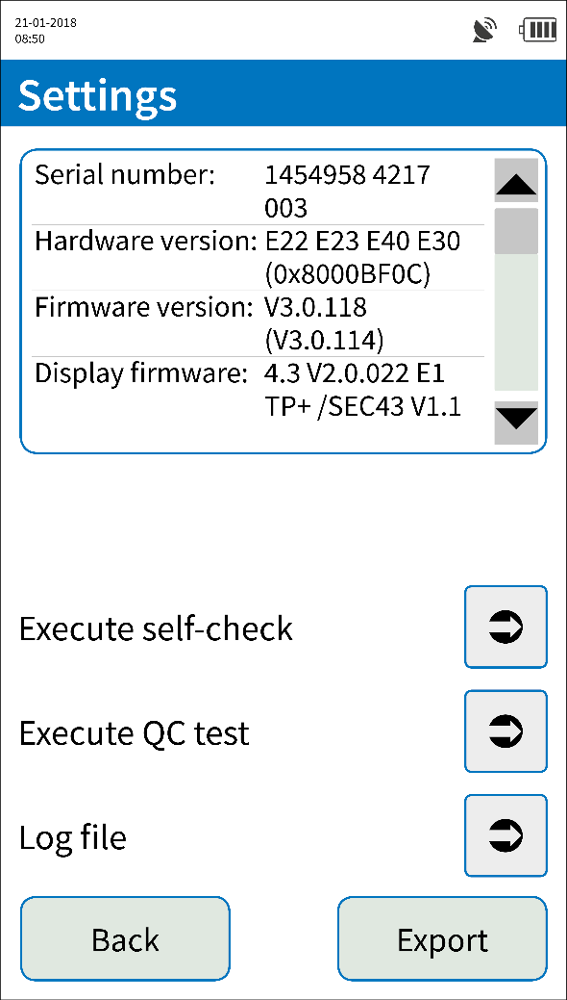 21-01-2018
08:50
Settings
Serial number: 1454958 4217
003
Hardware version: E22 E23 E40 E30
(0x8000BF0C)
Firmware version: V3.0.118
(V3.0.114)
Display firmware: 4.3 V2.0.022 E1
TP+ /SEC43 V1.1
Execute self-check
Execute QC test
Log file
Back Export